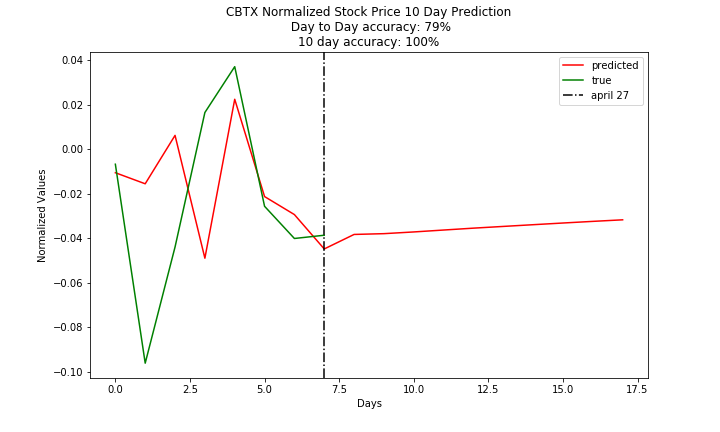 CBTX Normalized Stock Price 10 Day Prediction
Day to Day accuracy: 79%
10 day accuracy: 100%
predicted
true
april 27
0.04
0.02
0.00
−0.02
−0.04
−0.06
−0.08
−0.10
Normalized Values
0.0 2.5 5.0 7.5 10.0 12.5 15.0 17.5
Days